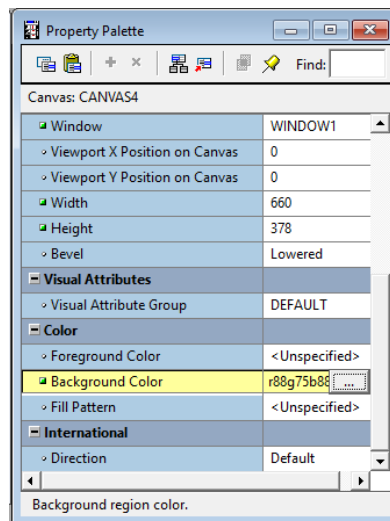 Property Palette
Find:
Canvas: CANVAS4
Window WINDOW1
Viewport X Position on Canvas 0
Viewport Y Position on Canvas 0
Width 660
Height 378
Bevel Lowered
Visual Attributes
Visual Attribute Group DEFAULT
Color
Foreground Color <Unspecified>
Background Color r88g75b88 ...
Fill Pattern <Unspecified>
International
Direction Default
Background region color.